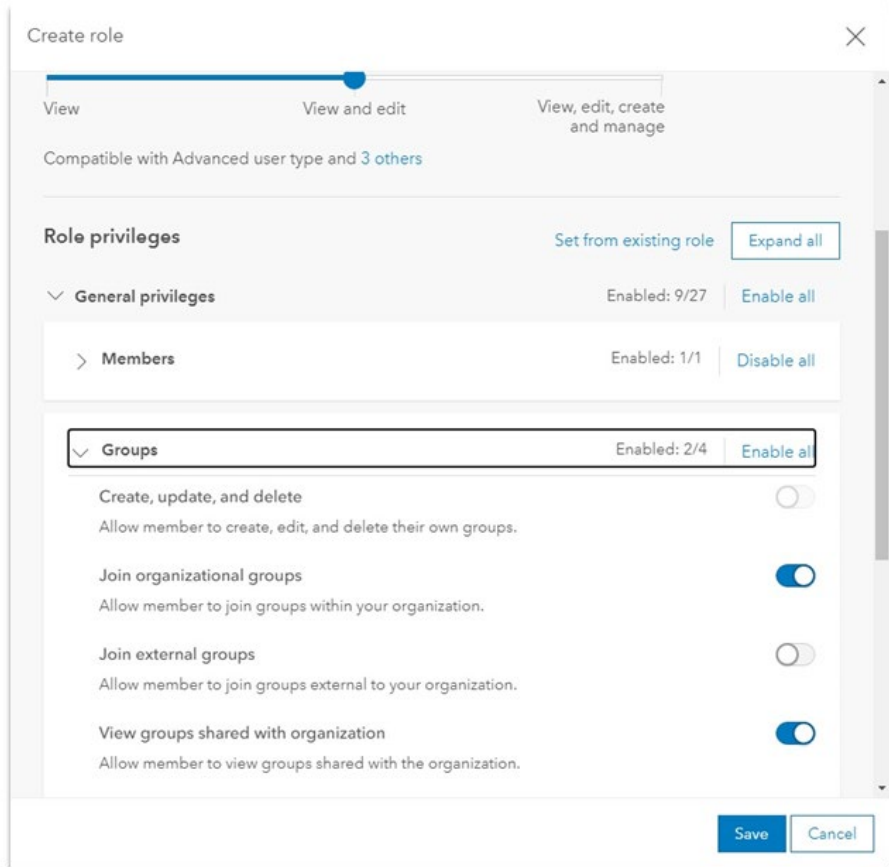 Create role
View
View and edit
View, edit, create
and manage
Compatible with Advanced user type and 3 others
Role privileges
Set from existing role
Expand all
General privileges
Enabled: 9/27
Enable all
Members
Enabled: 1/1
Disable all
Groups
Enabled: 2/4
Enable all
Create, update, and delete
Allow member to create, edit, and delete their own groups.
Join organizational groups
Allow member to join groups within your organization.
Join external groups
Allow member to join groups external to your organization.
View groups shared with organization
Allow member to view groups shared with the organization.
Save
Cancel